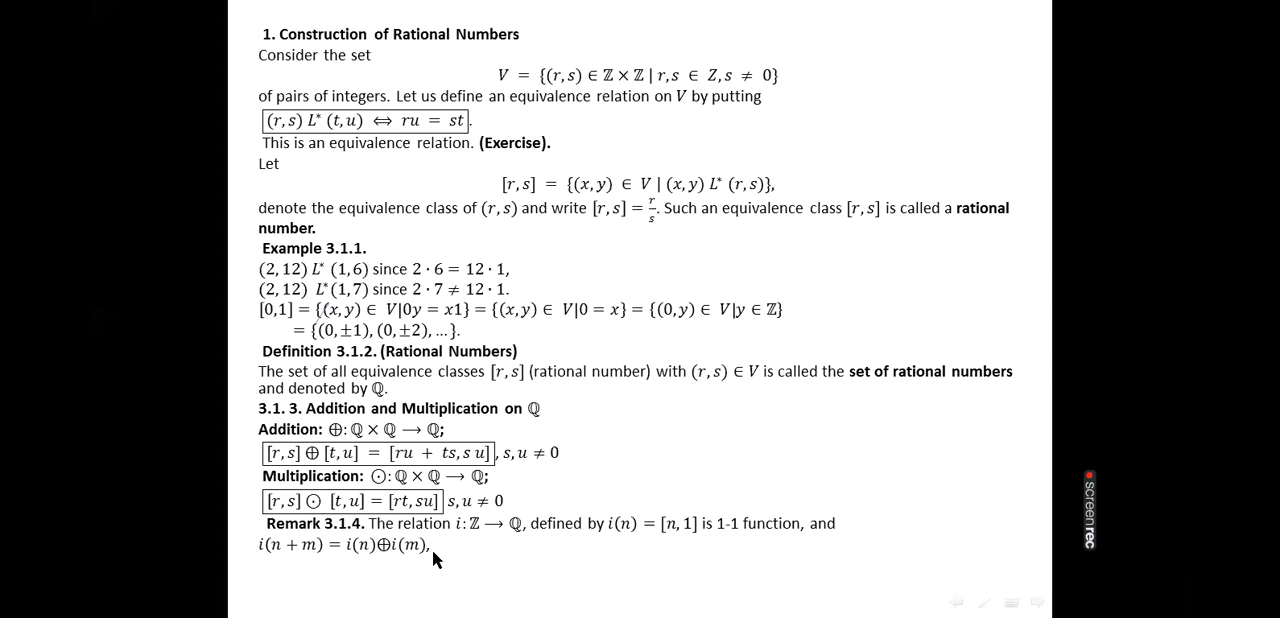 1. Construction of Rational Numbers
Consider the set
V = {(r, s) ∈ ℤ × ℤ | r, s ∈ Z, s ≠ 0}
of pairs of integers. Let us define an equivalence relation on V by putting
(r, s) L* (t, u) ⇔ ru = st.
This is an equivalence relation. (Exercise).
Let
[r, s] = {(x, y) ∈ V | (x, y) L* (r, s)},
denote the equivalence class of (r, s) and write [r, s] = r/s. Such an equivalence class [r, s] is called a rational
number.
Example 3.1.1.
(2, 12) L* (1, 6) since 2 · 6 = 12 · 1,
(2, 12) L* (1, 7) since 2 · 7 ≠ 12 · 1.
[0,1] = {(x, y) ∈ V|0y = x1} = {(x, y) ∈ V|0 = x} = {(0, y) ∈ V|y ∈ ℤ}
= {(0, ±1), (0, ±2), ...}.
Definition 3.1.2. (Rational Numbers)
The set of all equivalence classes [r, s] (rational number) with (r, s) ∈ V is called the set of rational numbers
and denoted by ℚ.
3.1. 3. Addition and Multiplication on ℚ
Addition: ⊕: ℚ × ℚ ⟶ ℚ;
[r, s] ⊕ [t, u] = [ru + ts, s u], s, u ≠ 0
Multiplication: ⊙: ℚ × ℚ ⟶ ℚ;
[r, s] ⊙ [t, u] = [rt, su] s, u ≠ 0
Remark 3.1.4. The relation i: ℤ ⟶ ℚ, defined by i(n) = [n, 1] is 1-1 function, and
i(n + m) = i(n)⊕i(m),
screenrec